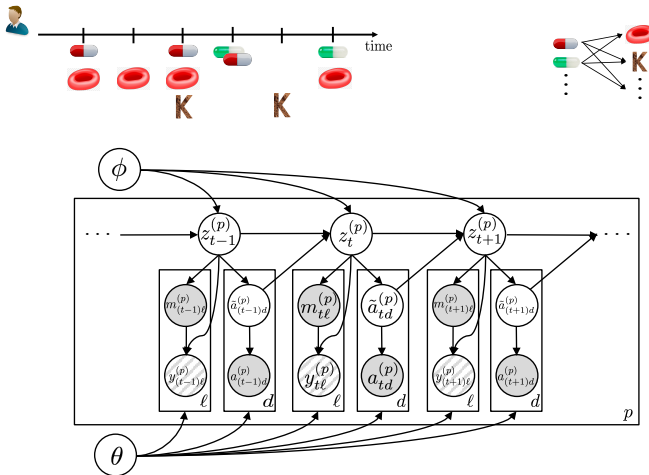 time
K
K K
ϕ
· · · z_{t-1}^{(p)} z_t^{(p)} z_{t+1}^{(p)} · · ·
m_{(t-1)ℓ}^{(p)} ã_{(t-1)d}^{(p)} m_{tℓ}^{(p)} ã_{td}^{(p)} m_{(t+1)ℓ}^{(p)} ã_{(t+1)d}^{(p)}
y_{(t-1)ℓ}^{(p)} a_{(t-1)d}^{(p)} y_{tℓ}^{(p)} a_{td}^{(p)} y_{(t+1)ℓ}^{(p)} a_{(t+1)d}^{(p)}
ℓ d ℓ d ℓ d
p
θ